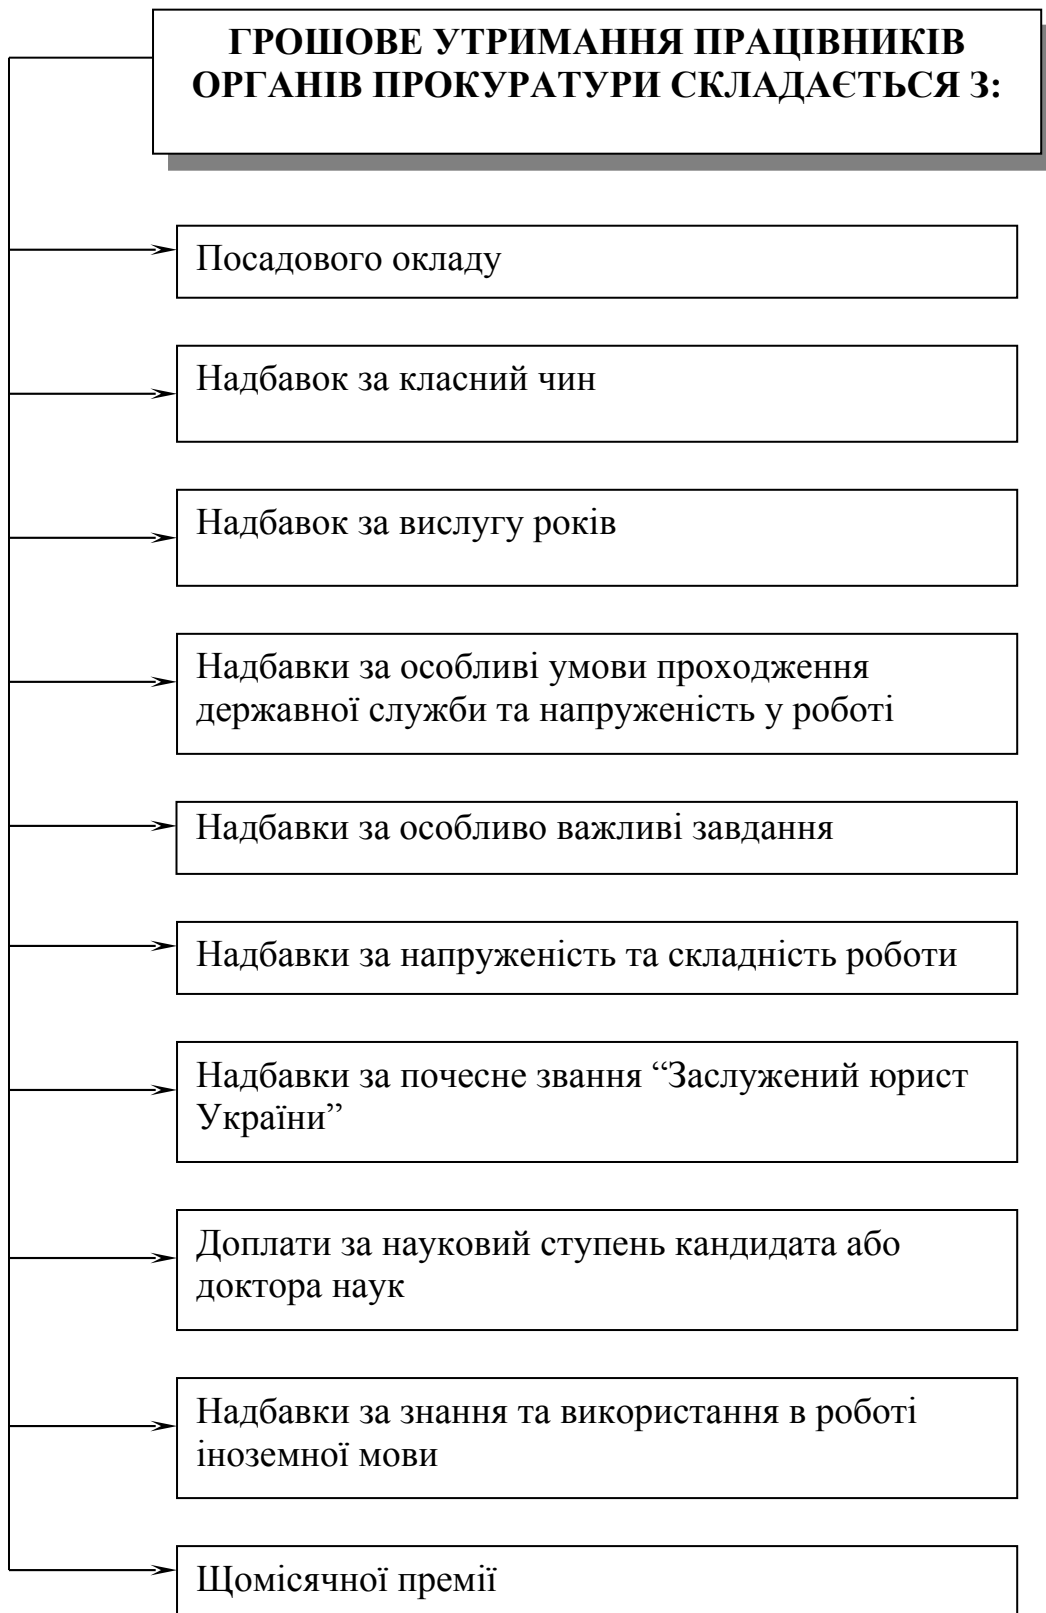 ГРОШОВЕ УТРИМАННЯ ПРАЦІВНИКІВ
ОРГАНІВ ПРОКУРАТУРИ СКЛАДАЄТЬСЯ З:
Посадового окладу
Надбавок за класний чин
Надбавок за вислугу років
Надбавки за особливі умови проходження
державної служби та напруженість у роботі
Надбавки за особливо важливі завдання
Надбавки за напруженість та складність роботи
Надбавки за почесне звання “Заслужений юрист
України”
Доплати за науковий ступень кандидата або
доктора наук
Надбавки за знання та використання в роботі
іноземної мови
Щомісячної премії